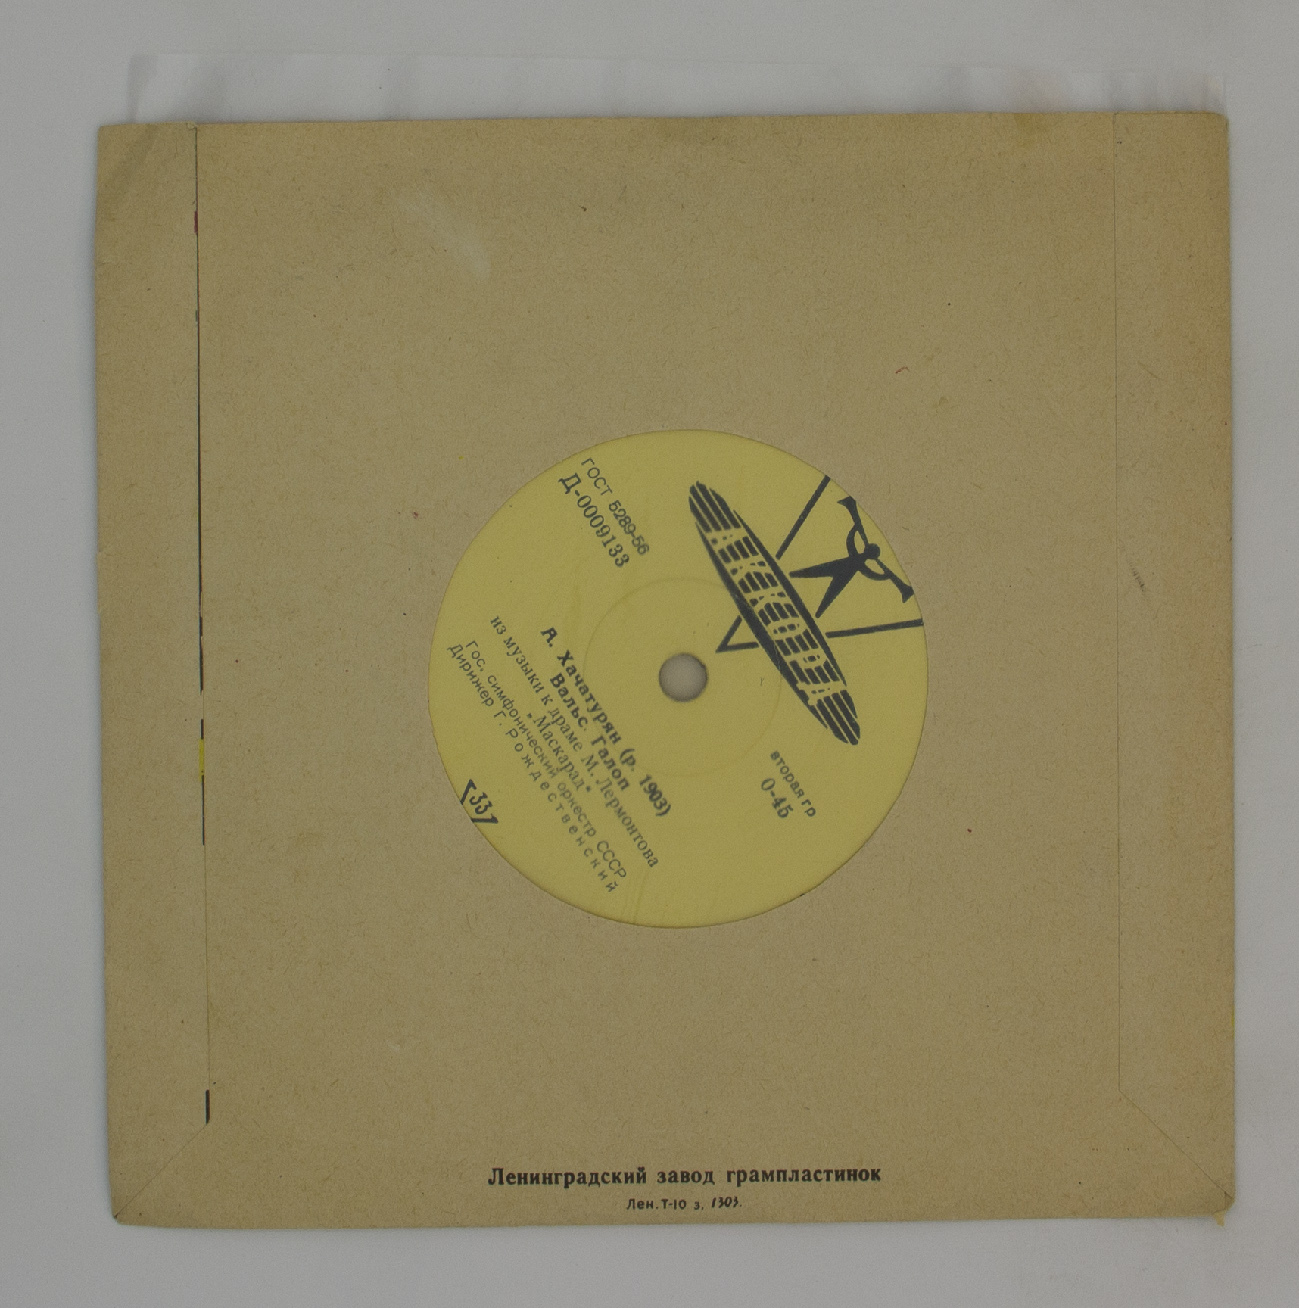 ГОСТ 5289-56
Д-0009133
АККОРД
вторая гр
0-45
А. Хачатурян (р. 1903)
Вальс. Галоп
из музыки к драме М. Лермонтова
„Маскарад“
Гос. симфонический оркестр СССР
Дирижер Г. Рождественский
33
Ленинградский завод грампластинок
Лен. Т-10 з. 1303.